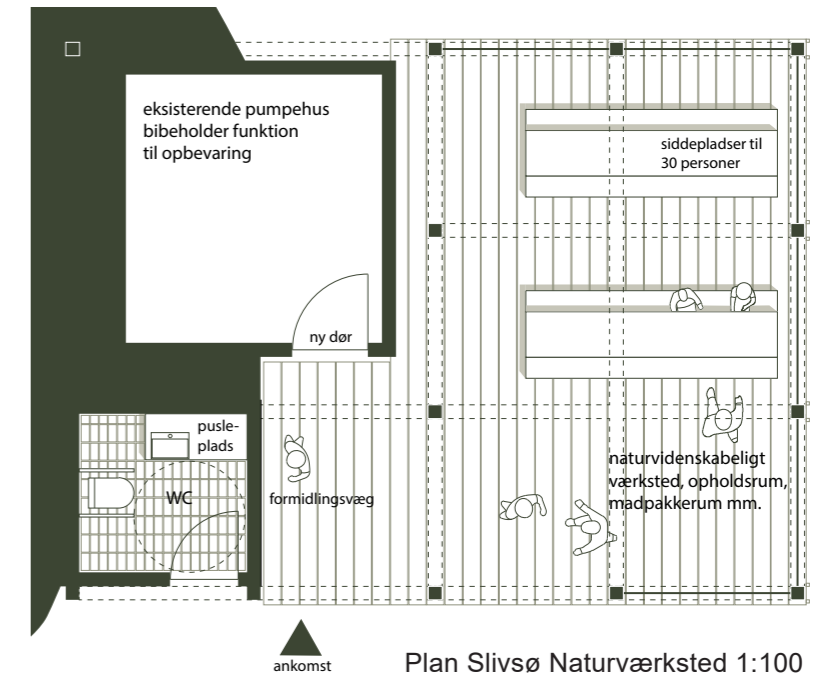 eksisterende pumpehus
bibeholder funktion
til opbevaring
siddepladser til
30 personer
ny dør
pusle-
plads
WC
formidlingsvæg
naturvidenskabeligt
værksted, opholdsrum,
madpakkerum mm.
ankomst
Plan Slivsø Naturværksted 1:100